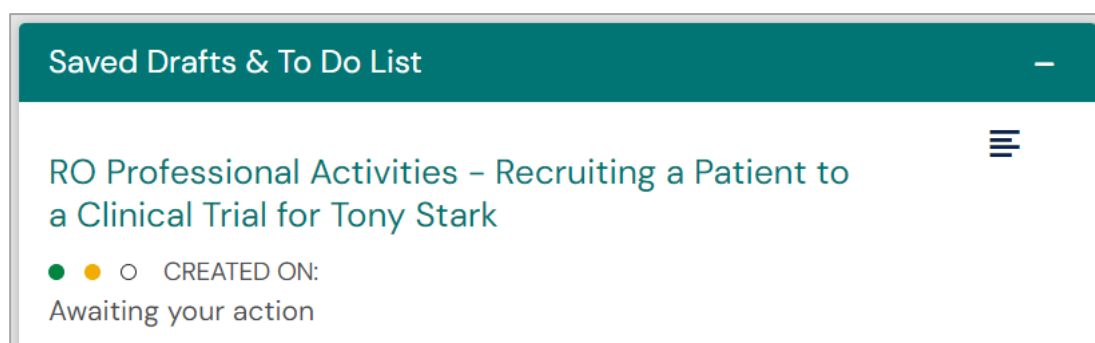 Saved Drafts & To Do List
RO Professional Activities - Recruiting a Patient to
a Clinical Trial for Tony Stark
CREATED ON:
Awaiting your action